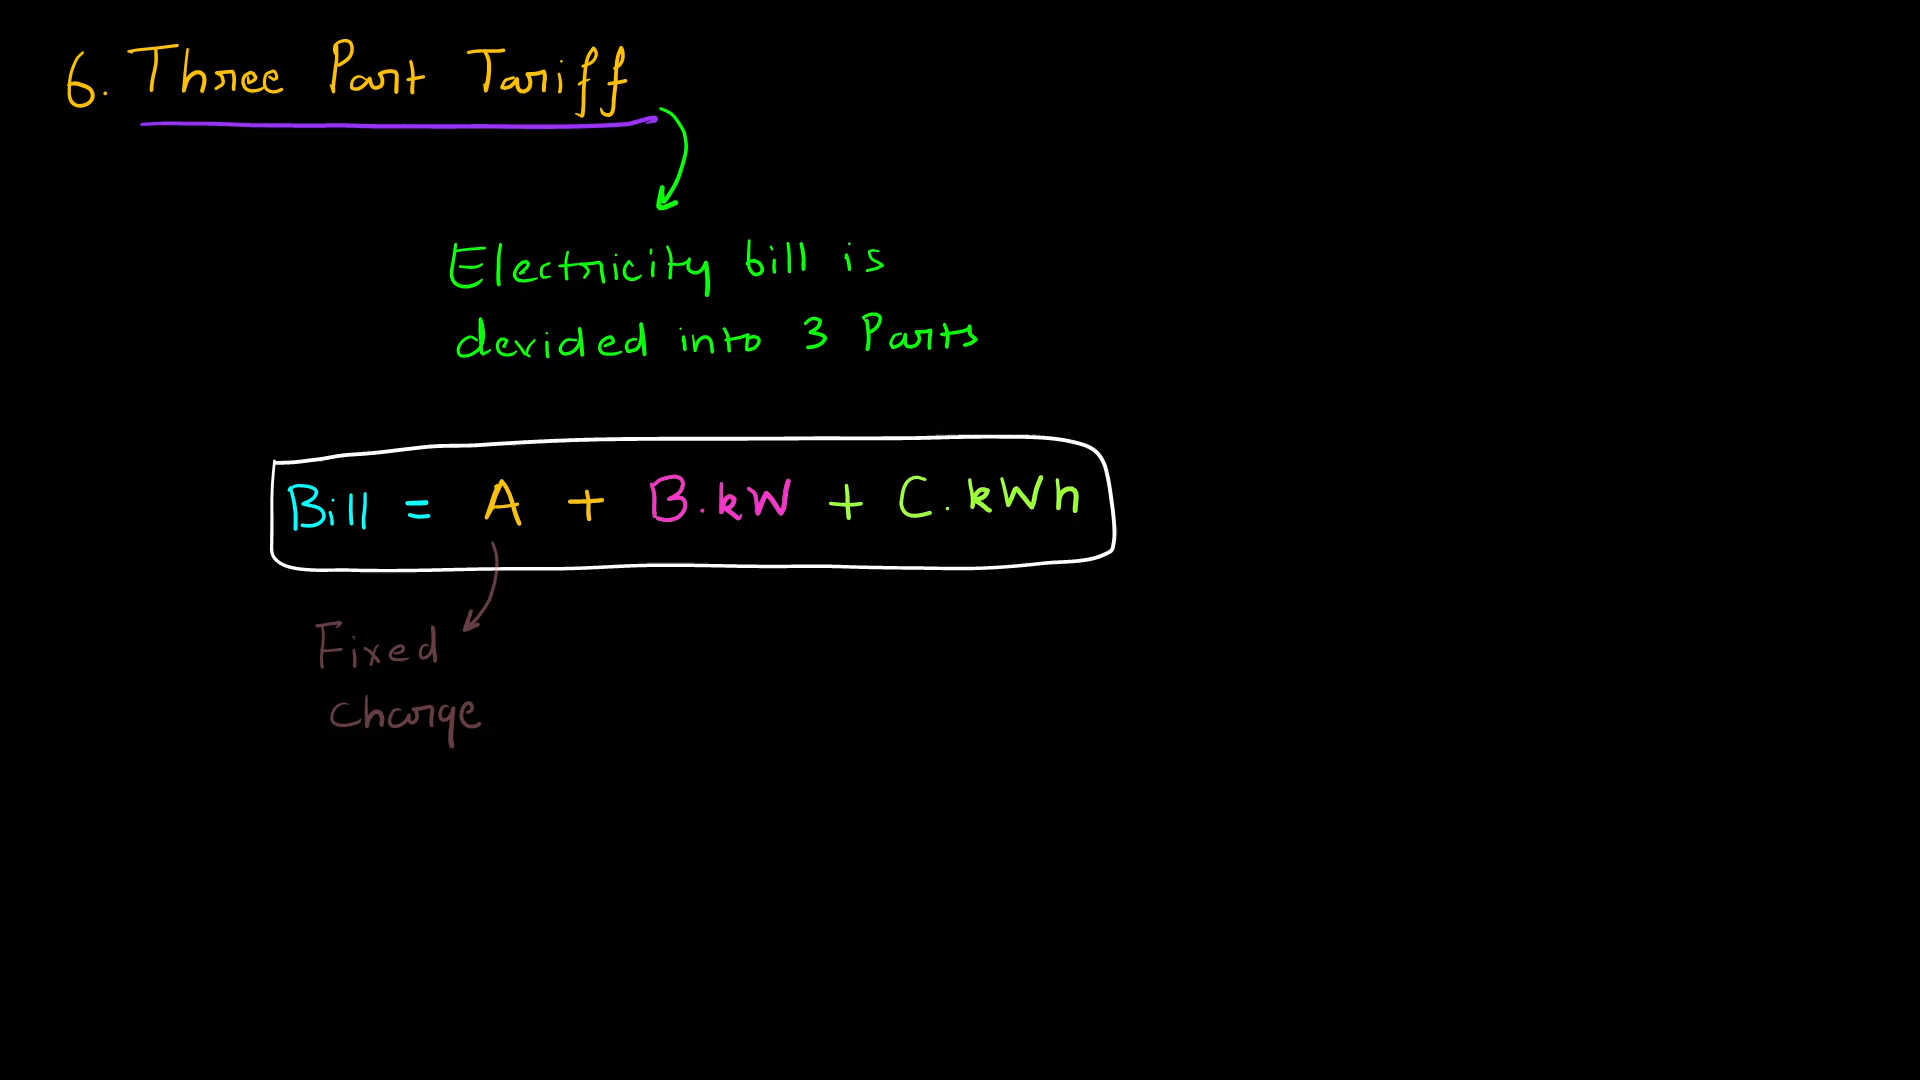 6. Three Part Tariff
Electricity bill is
devided into 3 Parts
Bill = A + B.kW + C.kWh
Fixed
charge